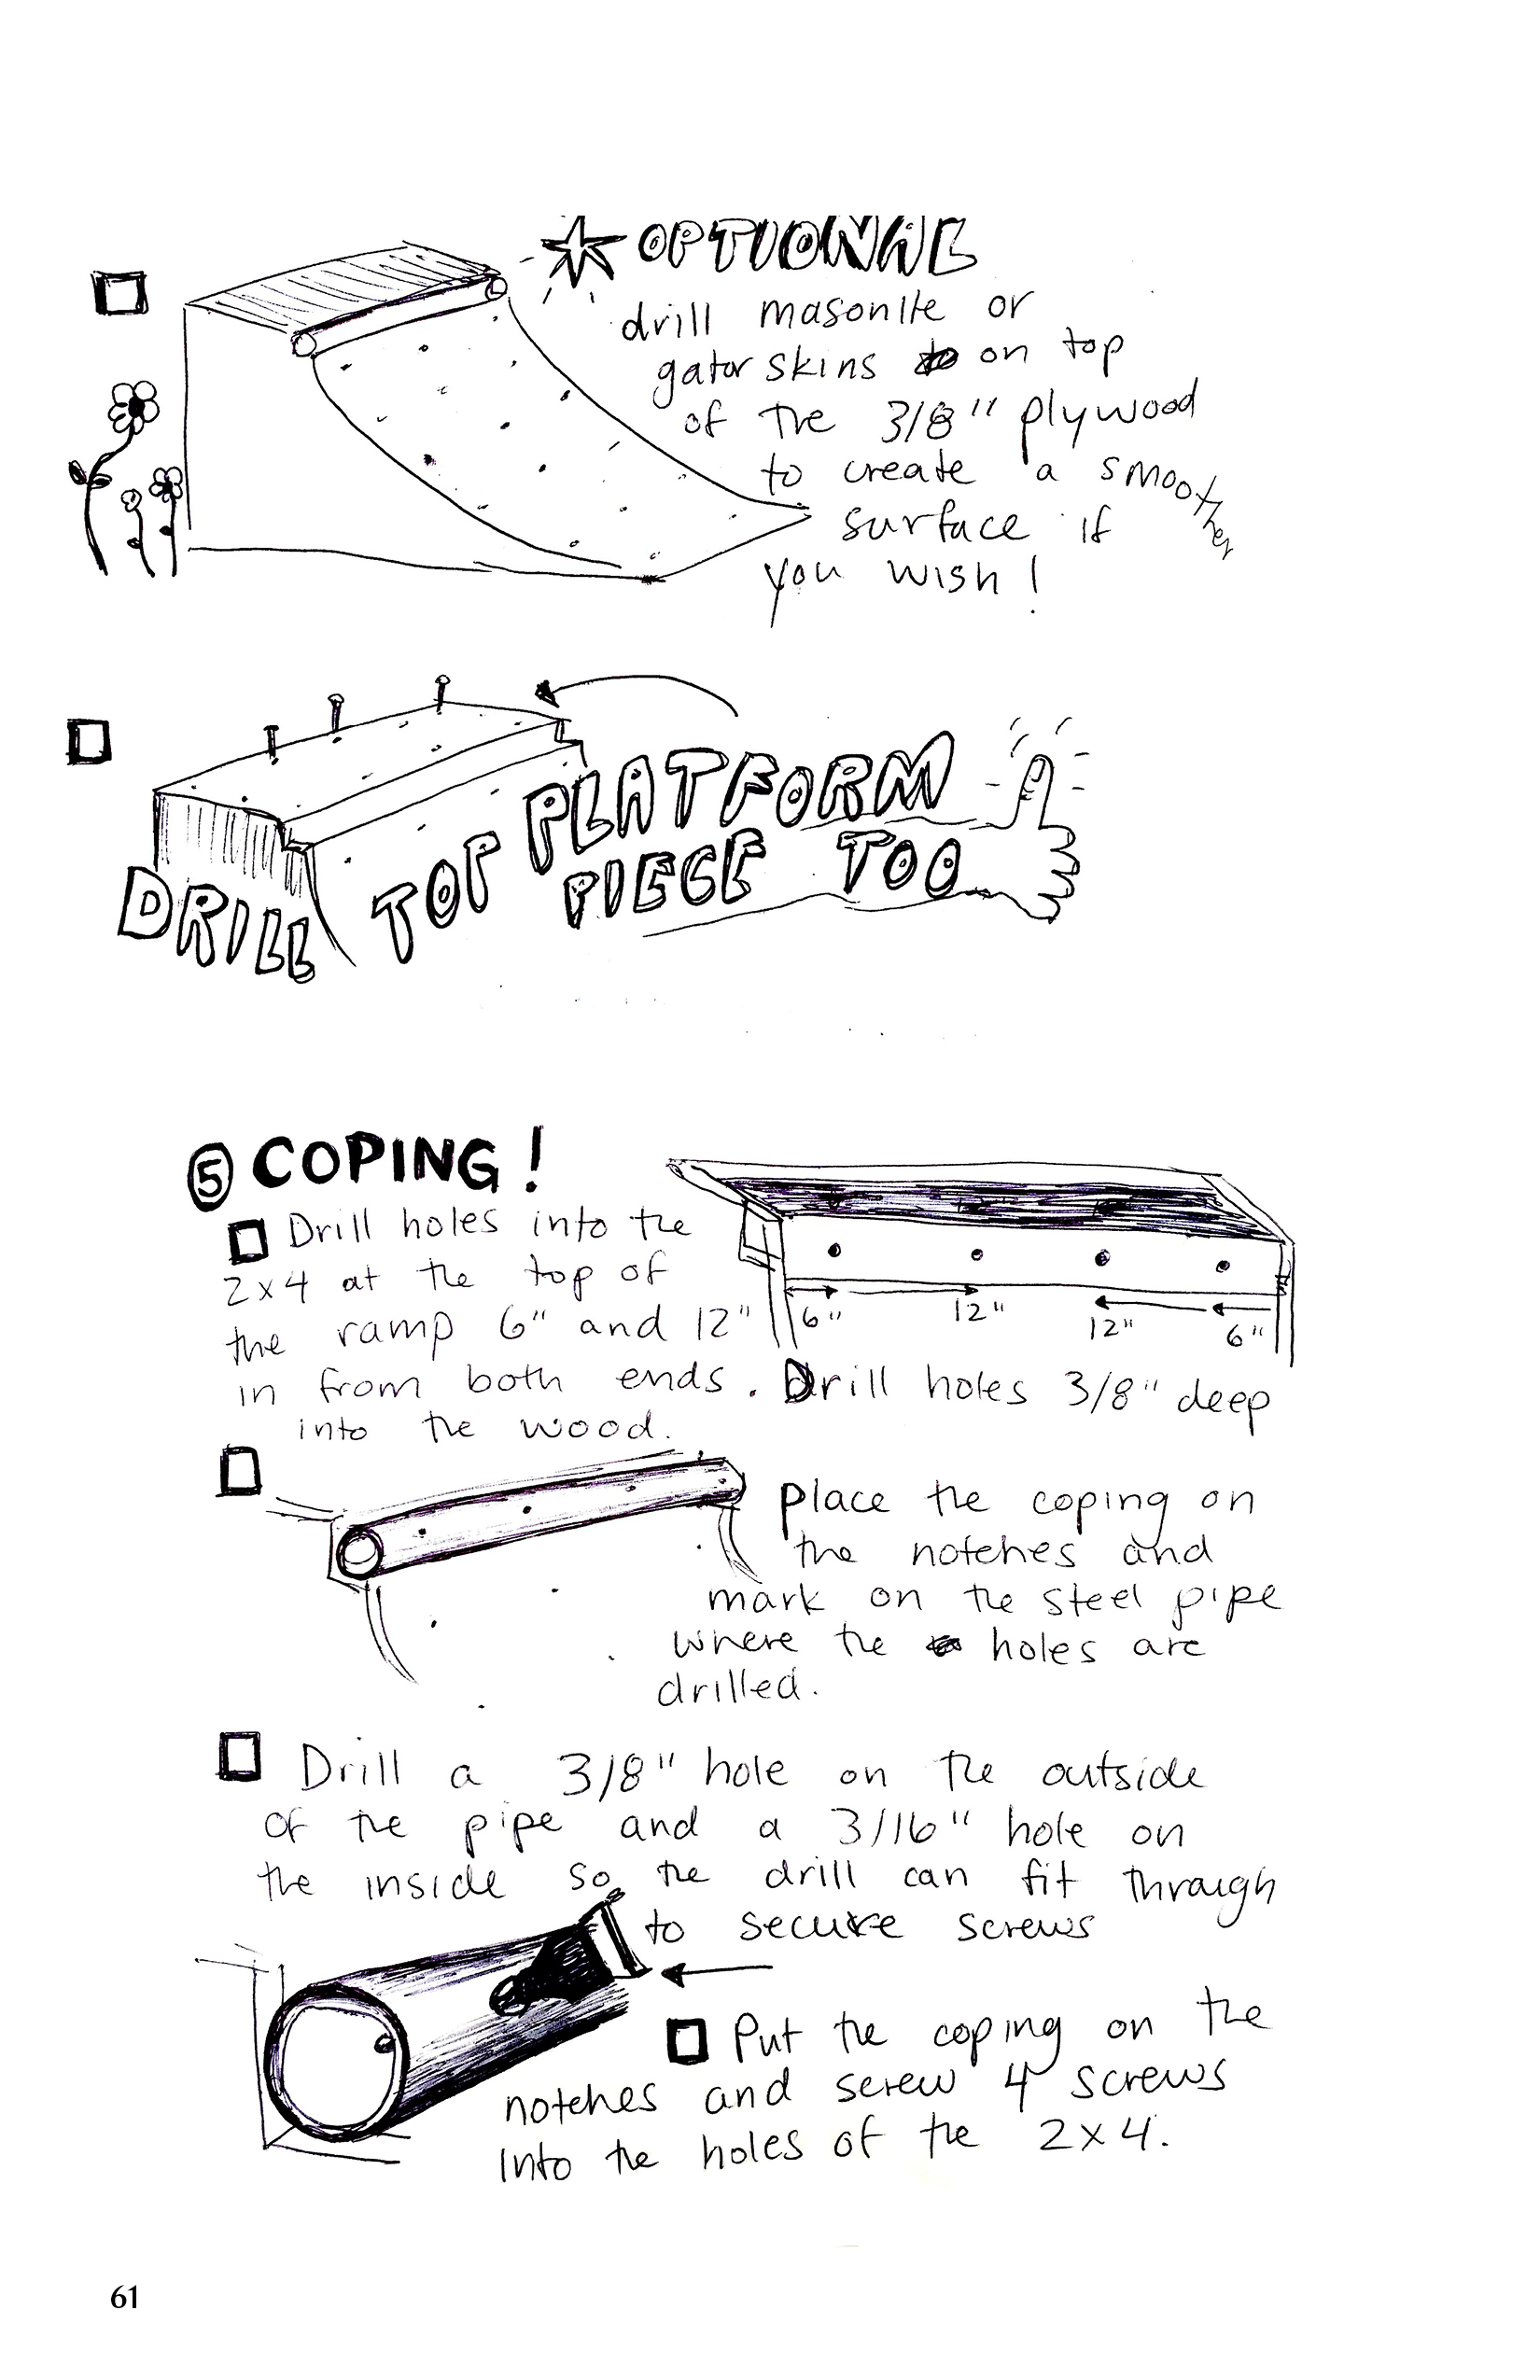 OPTIONAL
drill masonite or
gator skins on top
of the 3/8" plywood
to create a smoother
surface if
you wish!
DRILL TOP PLATFORM
PIECE TOO
5 COPING!
Drill holes into the
2x4 at the top of
the ramp 6" and 12"
in from both ends. Drill holes 3/8" deep
into the wood.
6" 12" 12" 6"
Place the coping on
the notches and
mark on the steel pipe
where the holes are
drilled.
Drill a 3/8" hole on the outside
of the pipe and a 3/16" hole on
the inside so the drill can fit through
to secure screws
Put the coping on the
notches and screw 4 screws
into the holes of the 2x4.
61